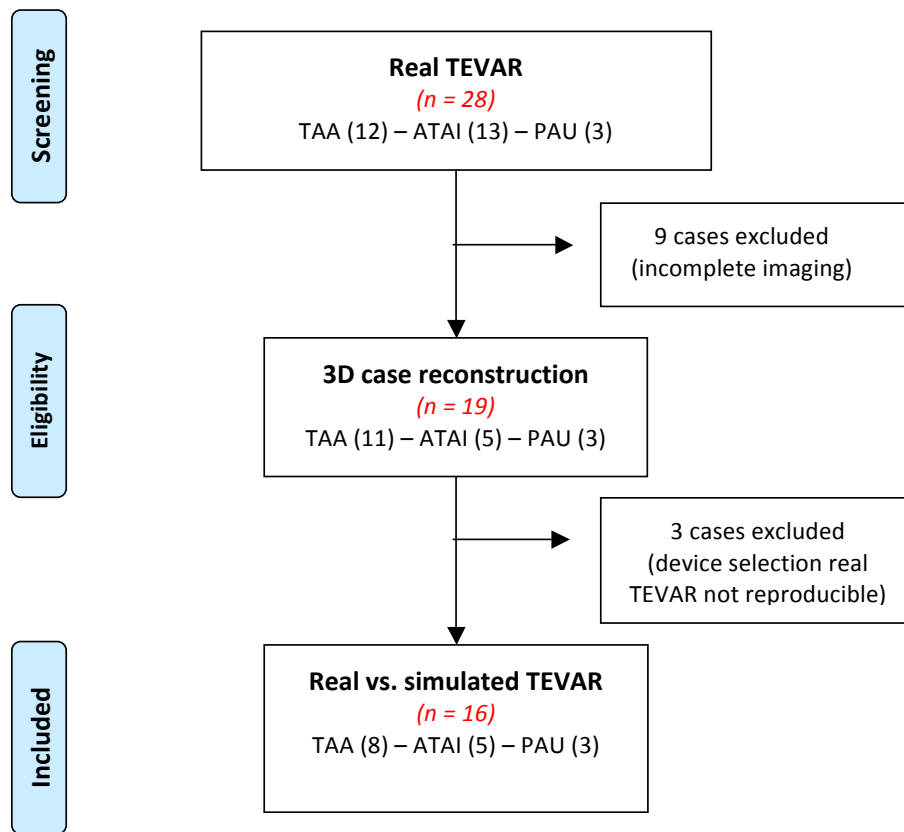 Screening
Real TEVAR
(n = 28)
TAA (12) – ATAI (13) – PAU (3)
9 cases excluded
(incomplete imaging)
Eligibility
3D case reconstruction
(n = 19)
TAA (11) – ATAI (5) – PAU (3)
3 cases excluded
(device selection real
TEVAR not reproducible)
Included
Real vs. simulated TEVAR
(n = 16)
TAA (8) – ATAI (5) – PAU (3)